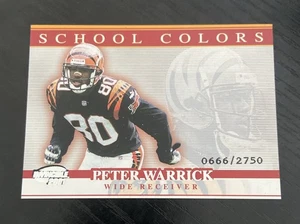 SCHOOL COLORS
80
0666/2750
PETER WARRICK
WIDE RECEIVER